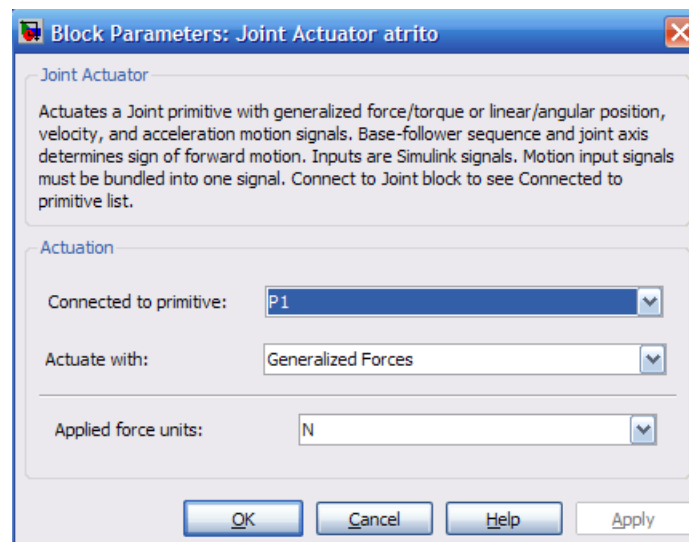 Block Parameters: Joint Actuator atrito
Joint Actuator
Actuates a Joint primitive with generalized force/torque or linear/angular position,
velocity, and acceleration motion signals. Base-follower sequence and joint axis
determines sign of forward motion. Inputs are Simulink signals. Motion input signals
must be bundled into one signal. Connect to Joint block to see Connected to
primitive list.
Actuation
Connected to primitive: P1
Actuate with: Generalized Forces
Applied force units: N
OK Cancel Help Apply